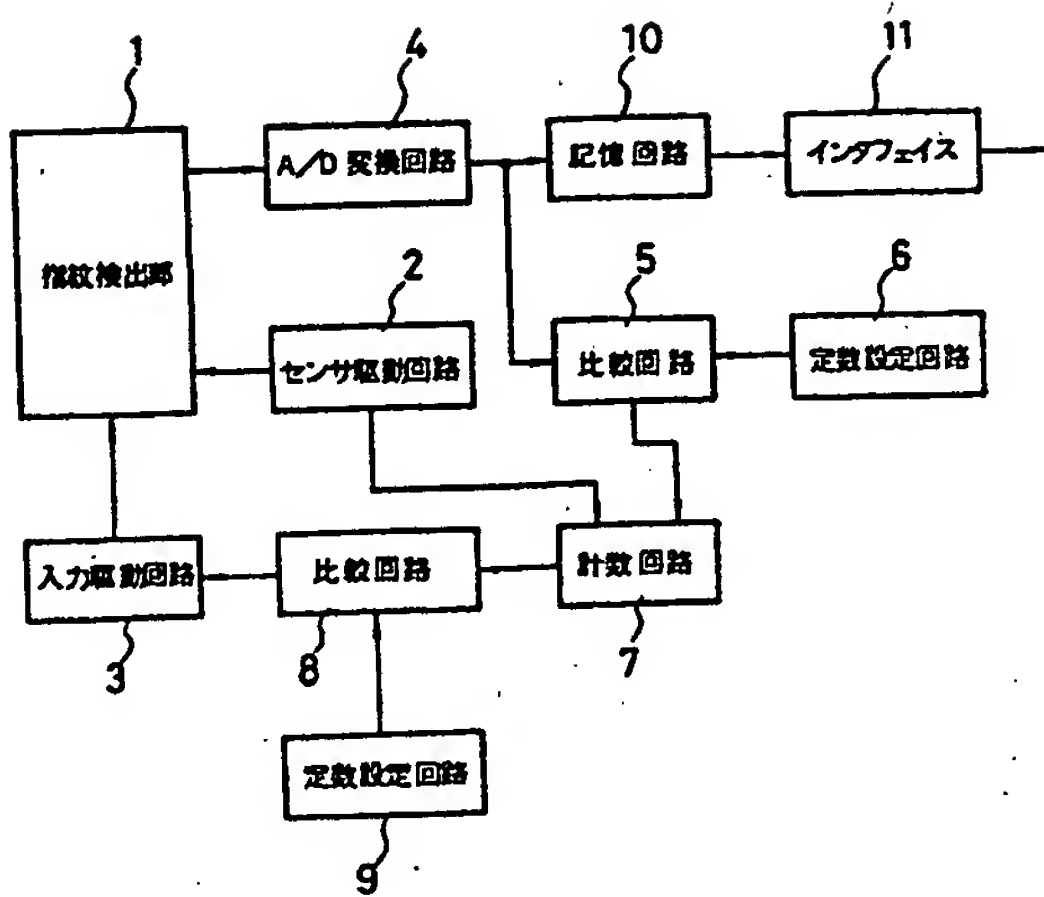 1
4
10
11
A/D 変換回路
記憶回路
インタフェイス
指紋検出部
2
5
6
センサ駆動回路
比較回路
定数設定回路
入力駆動回路
比較回路
計数回路
3
8
7
定数設定回路
9